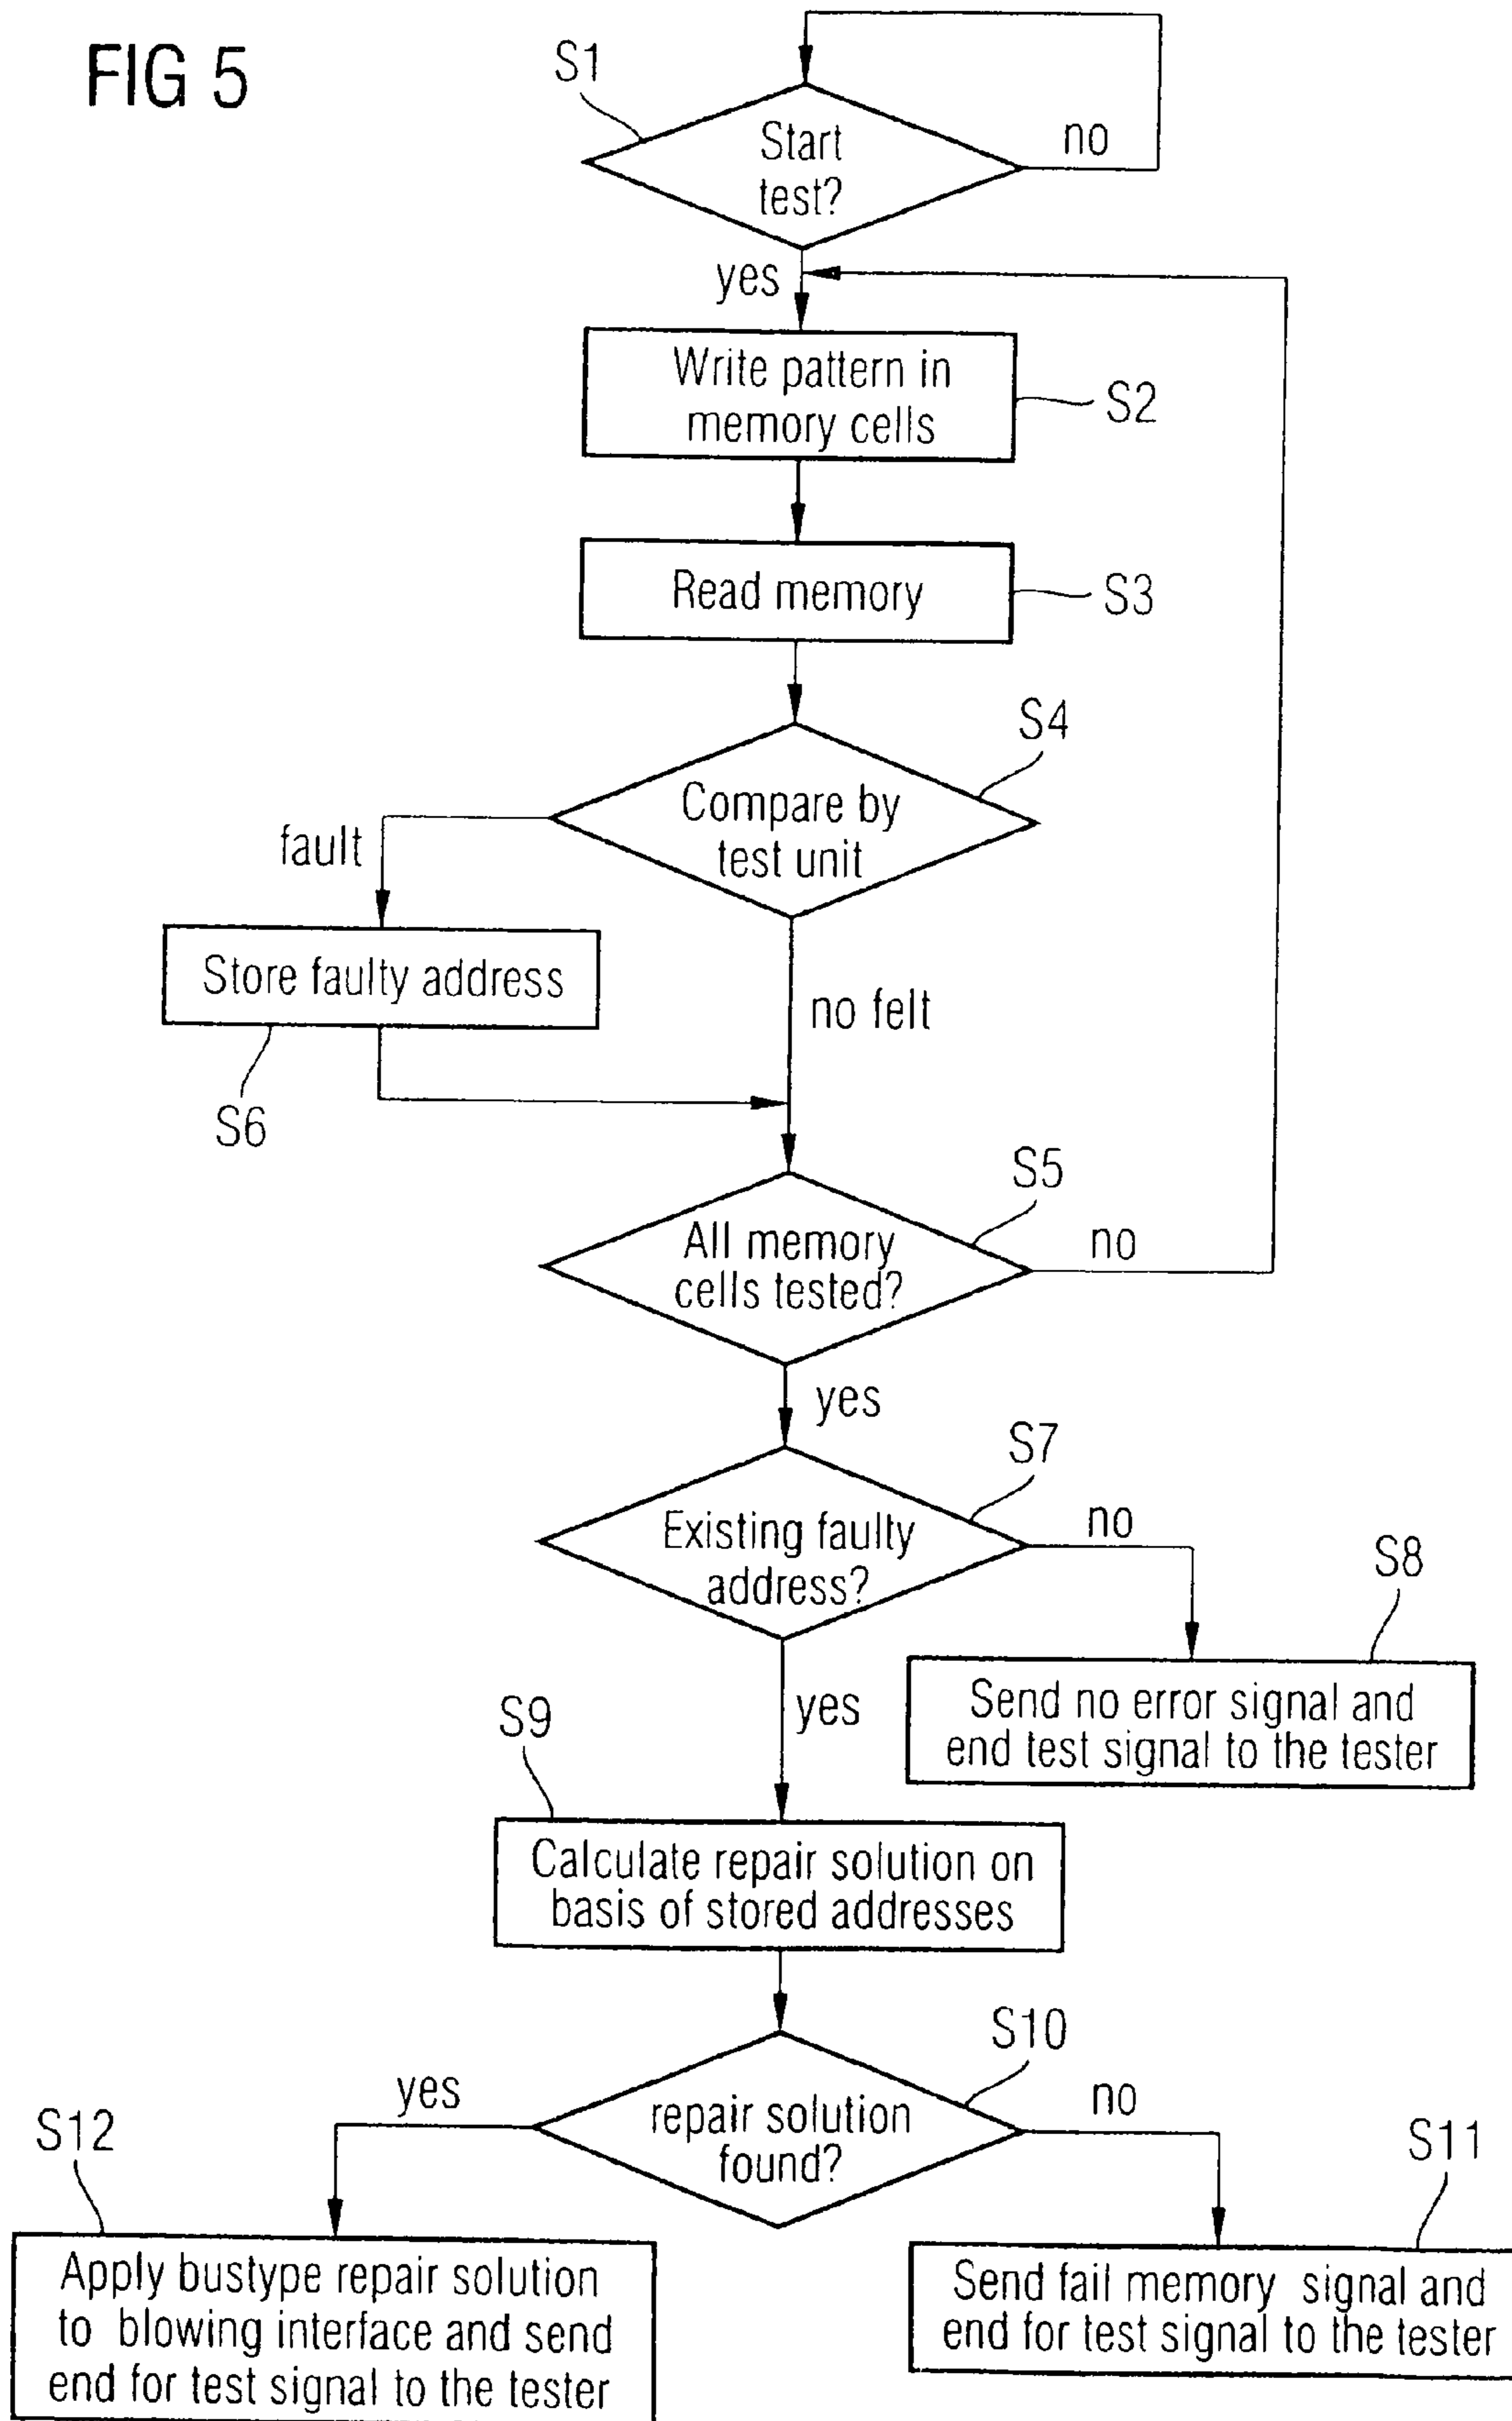 FIG 5
S1
Start
test?
no
yes
Write pattern in
memory cells
S2
Read memory
S3
S4
Compare by
test unit
fault
Store faulty address
no felt
S6
S5
All memory
cells tested?
no
yes
S7
Existing faulty
address?
no
S8
Send no error signal and
end test signal to the tester
yes
S9
Calculate repair solution on
basis of stored addresses
S10
repair solution
found?
yes
no
S12
S11
Apply bustype repair solution
to blowing interface and send
end for test signal to the tester
Send fail memory signal and
end for test signal to the tester